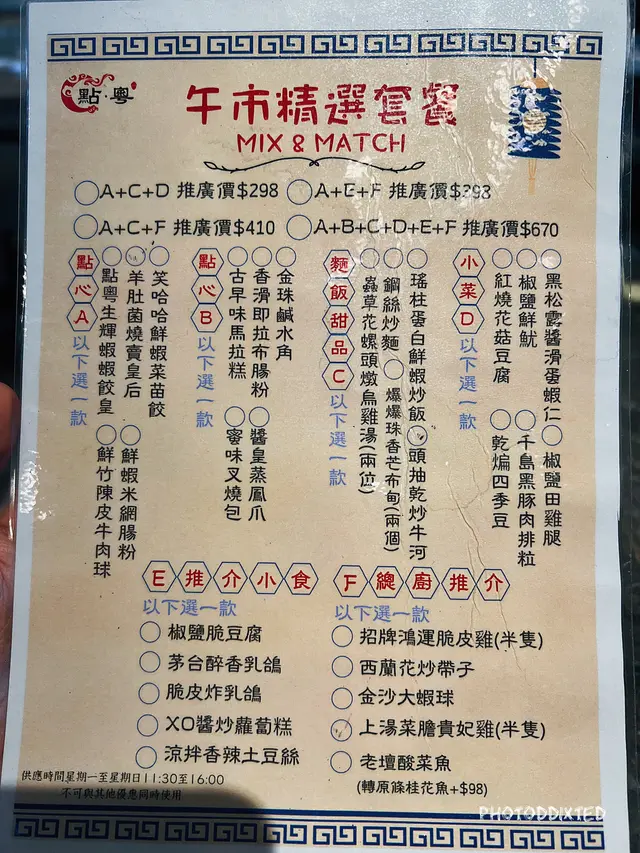 點·粵
午市精選套餐
MIX & MATCH
A+C+D 推廣價$298
A+E+F 推廣價$393
A+C+F 推廣價$410
A+B+C+D+E+F 推廣價$670
點心A
以下選一款
點粵生輝蝦蝦餃皇
羊肚菌燒賣皇后
笑哈哈鮮蝦菜苗餃
鮮竹陳皮牛肉球
鮮蝦米網腸粉
點心B
以下選一款
古早味馬拉糕
香滑即拉布腸粉
金珠鹹水角
蜜味叉燒包
醬皇蒸鳳爪
麵飯甜品C
以下選一款
蟲草花螺頭燉烏雞湯(兩位)
鋼絲炒麵
瑤柱蛋白鮮蝦炒飯
爆爆珠香芒布甸(兩個)
頭抽乾炒牛河
小菜D
以下選一款
紅燒花菇豆腐
椒鹽鮮魷
黑松露醬滑蛋蝦仁
乾煸四季豆
千島黑豚肉排粒
椒鹽田雞腿
E推介小食
以下選一款
椒鹽脆豆腐
茅台醉香乳鴿
脆皮炸乳鴿
XO醬炒蘿蔔糕
涼拌香辣土豆絲
F總廚推介
以下選一款
招牌鴻運脆皮雞(半隻)
西蘭花炒帶子
金沙大蝦球
上湯菜膽貴妃雞(半隻)
老壇酸菜魚
(轉原條桂花魚+$98)
供應時間星期一至星期日11:30至16:00
不可與其他優惠同時使用
PHOTODDIXTED